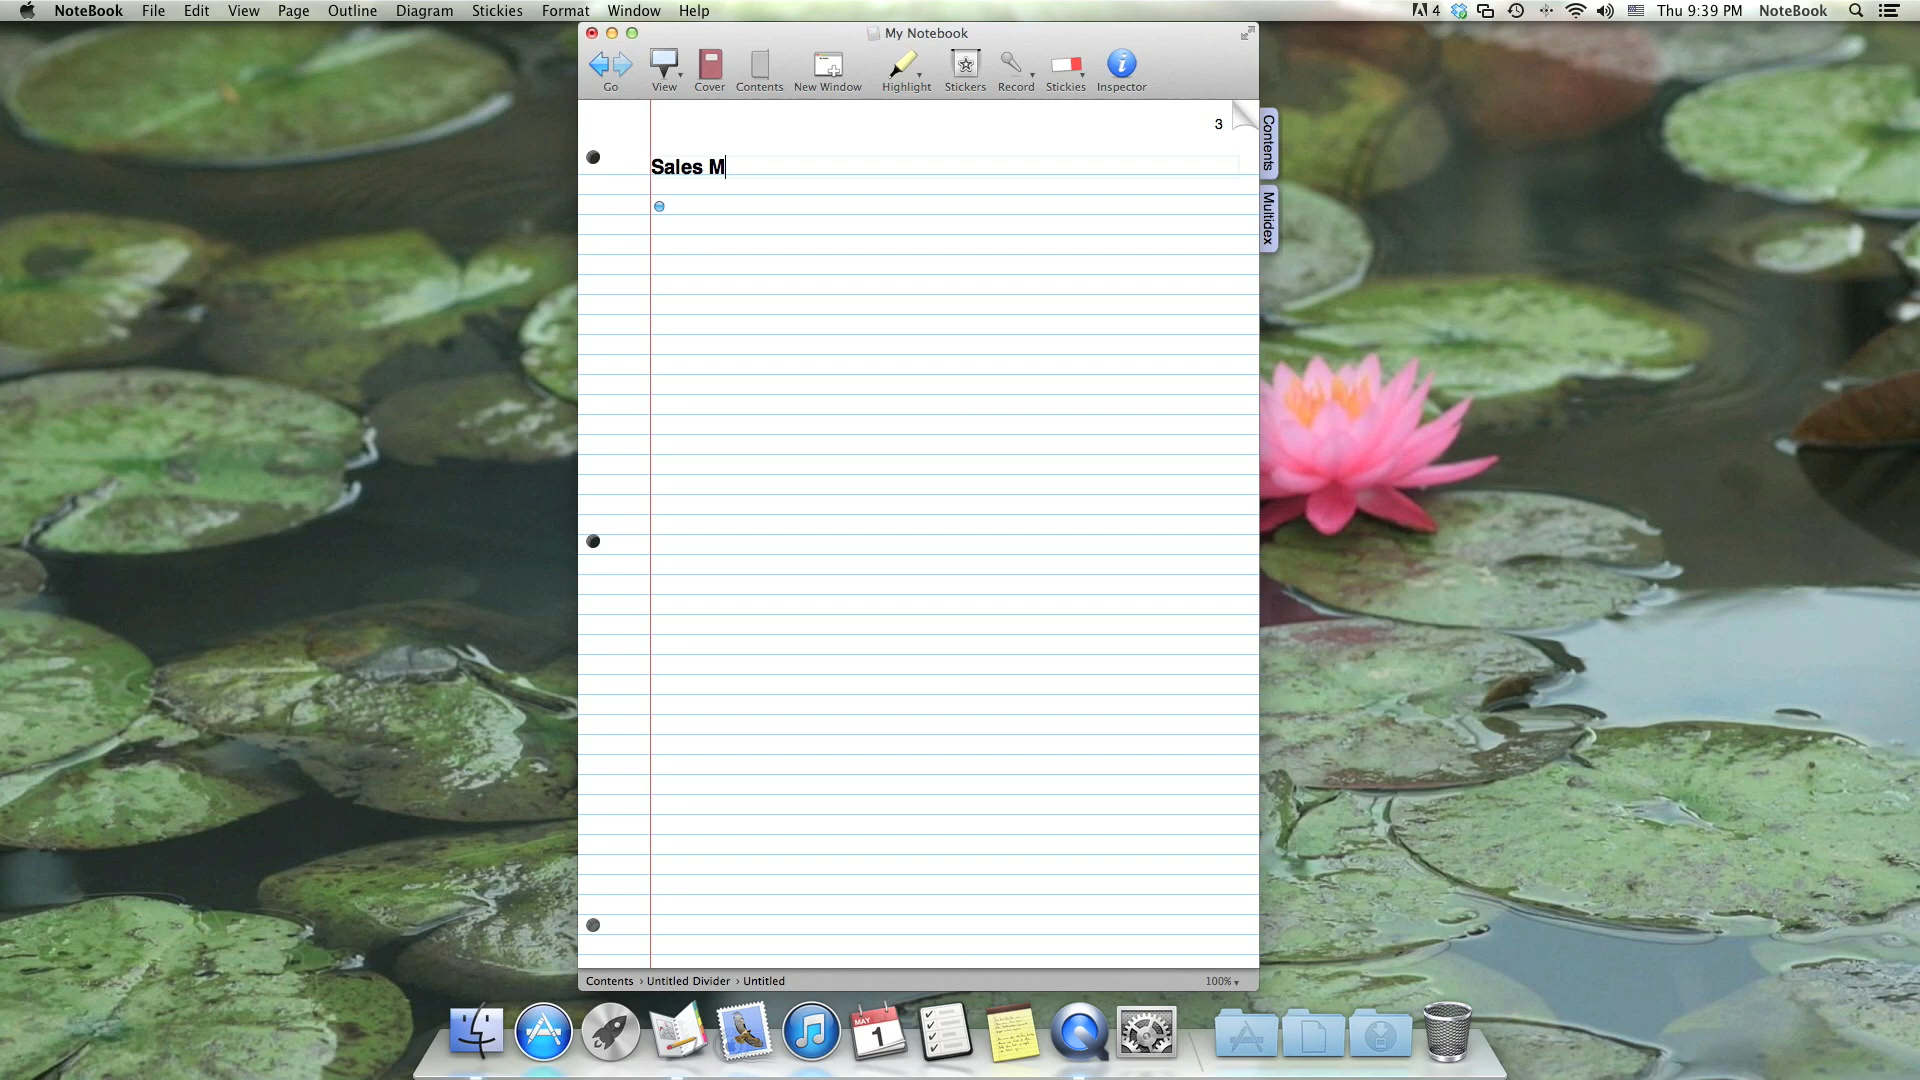 NoteBook File Edit View Page Outline Diagram Stickies Format Window Help 4 Thu 9:39 PM NoteBook
My Notebook
Go View Cover Contents New Window Highlight Stickers Record Stickies Inspector
3
Contents
Sales M
Multidex
Contents › Untitled Divider › Untitled 100%
MAY
1